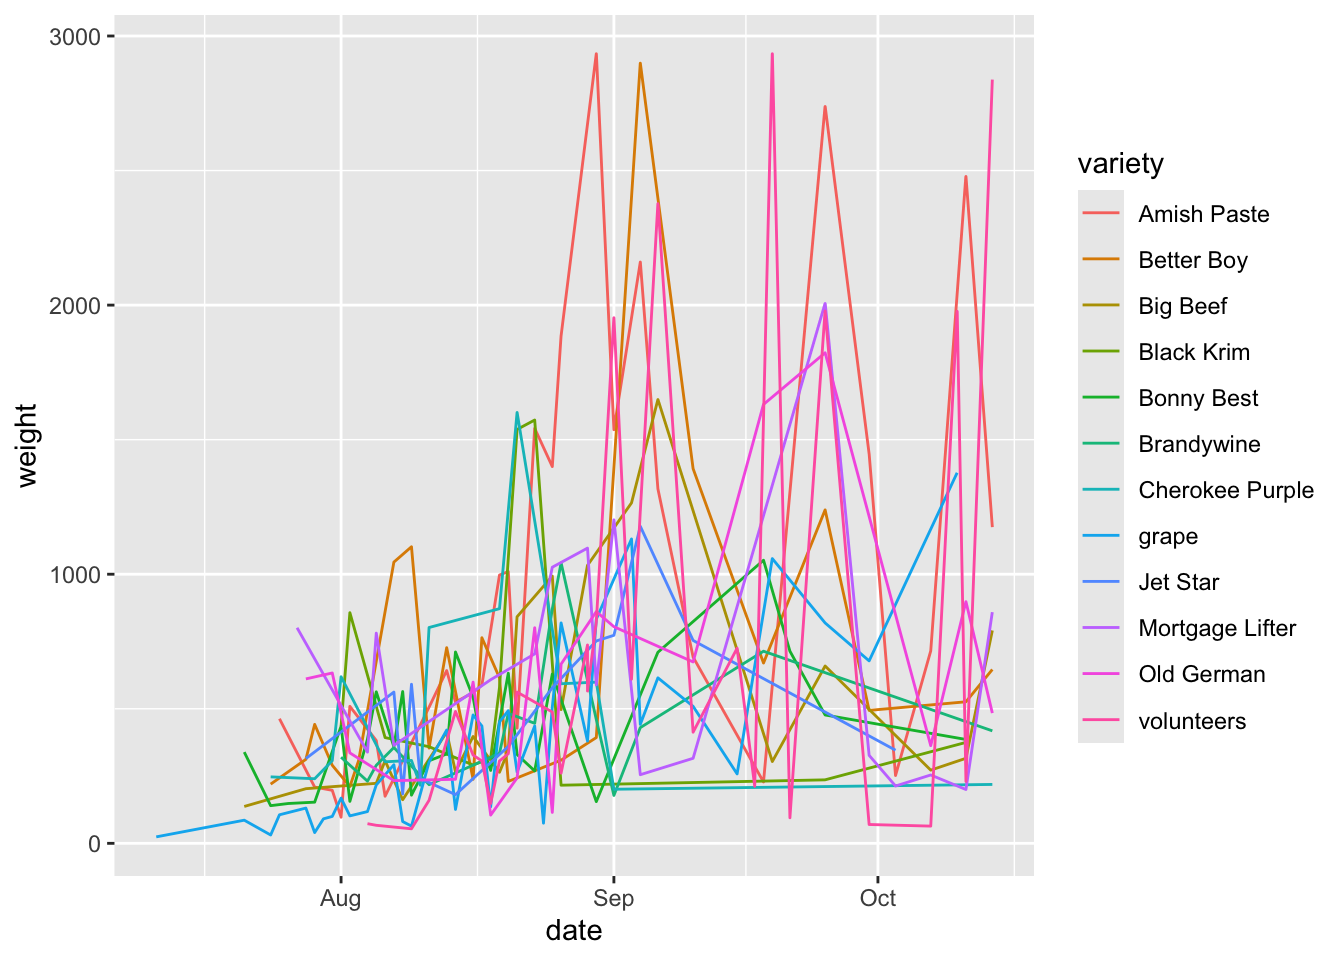 3000
2000
1000
0
weight
Aug
Sep
Oct
date
variety
Amish Paste
Better Boy
Big Beef
Black Krim
Bonny Best
Brandywine
Cherokee Purple
grape
Jet Star
Mortgage Lifter
Old German
volunteers